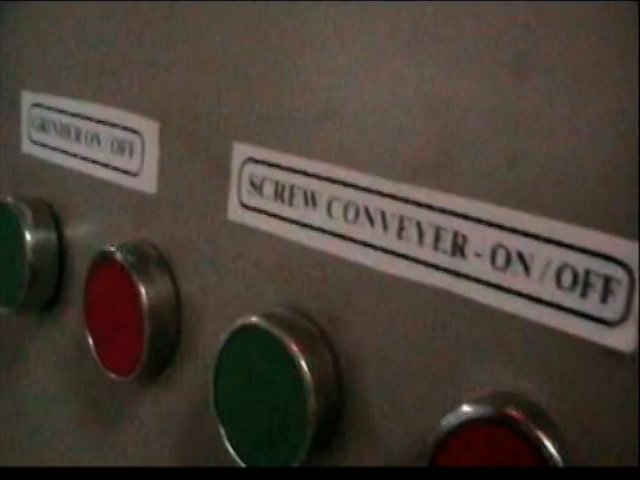 GRINDER ON / OFF
SCREW CONVEYER - ON / OFF